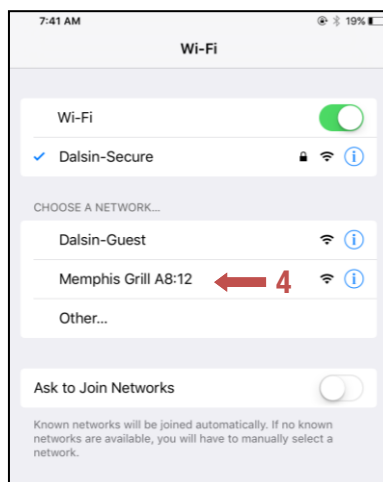 7:41 AM 19%
Wi-Fi
Wi-Fi
Dalsin-Secure
CHOOSE A NETWORK...
Dalsin-Guest
Memphis Grill A8:12 4
Other...
Ask to Join Networks
Known networks will be joined automatically. If no known
networks are available, you will have to manually select a
network.